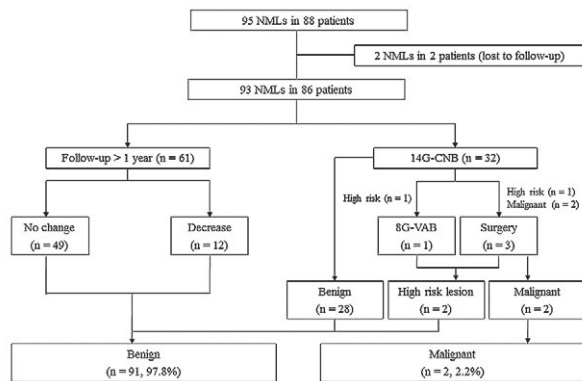 95 NMLs in 88 patients
2 NMLs in 2 patients (lost to follow-up)
93 NMLs in 86 patients
Follow-up > 1 year (n = 61)
14G-CNB (n = 32)
High risk (n = 1)
High risk (n = 1)
Malignant (n = 2)
No change
(n = 49)
Decrease
(n = 12)
8G-VAB
(n = 1)
Surgery
(n = 3)
Benign
(n = 28)
High risk lesion
(n = 2)
Malignant
(n = 2)
Benign
(n = 91, 97.8%)
Malignant
(n = 2, 2.2%)